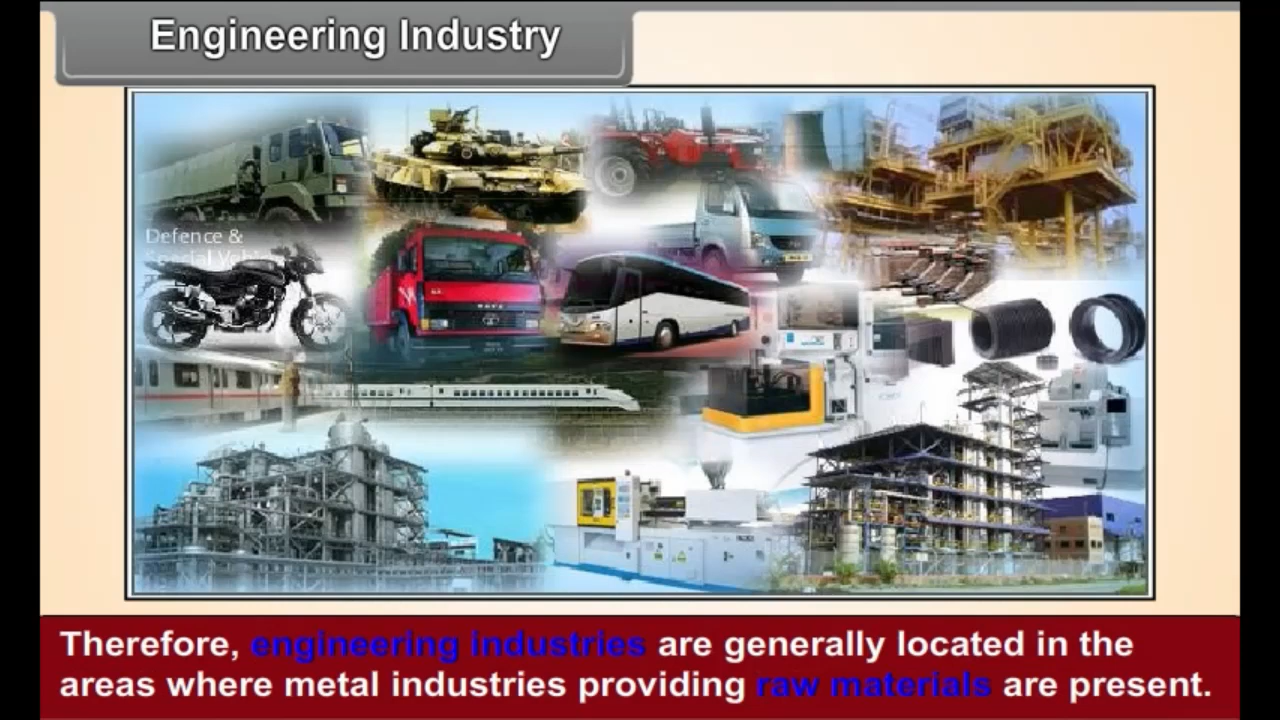 Engineering Industry
Defence &
Therefore, engineering industries are generally located in the
areas where metal industries providing raw materials are present.